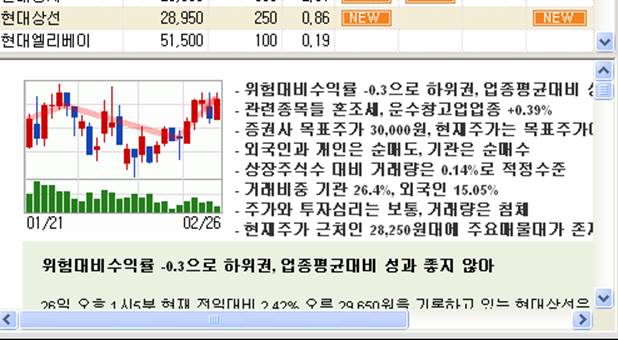 현대상선 28,950 250 0,86 NEW NEW
현대엘리베이 51,500 100 0,19
- 위험대비수익률 -0.3으로 하위권, 업종평균대비
- 관련종목들 혼조세, 운수창고업업종 +0.39%
- 증권사 목표주가 30,000원, 현재주가는 목표주가
- 외국인과 개인은 순매도, 기관은 순매수
- 상장주식수 대비 거래량은 0.14%로 적정수준
- 거래비중 기관 26.4%, 외국인 15.05%
- 주가와 투자심리는 보통, 거래량은 침체
- 현재주가 근처인 28,250원대에 주요매물대가
01/21 02/26
위험대비수익률 -0.3으로 하위권, 업종평균대비 성과 좋지 않아
26일 오후 1시5분 현재 전일대비 2.42% 오른 29,650원을 기록하고 있는 현대상선은